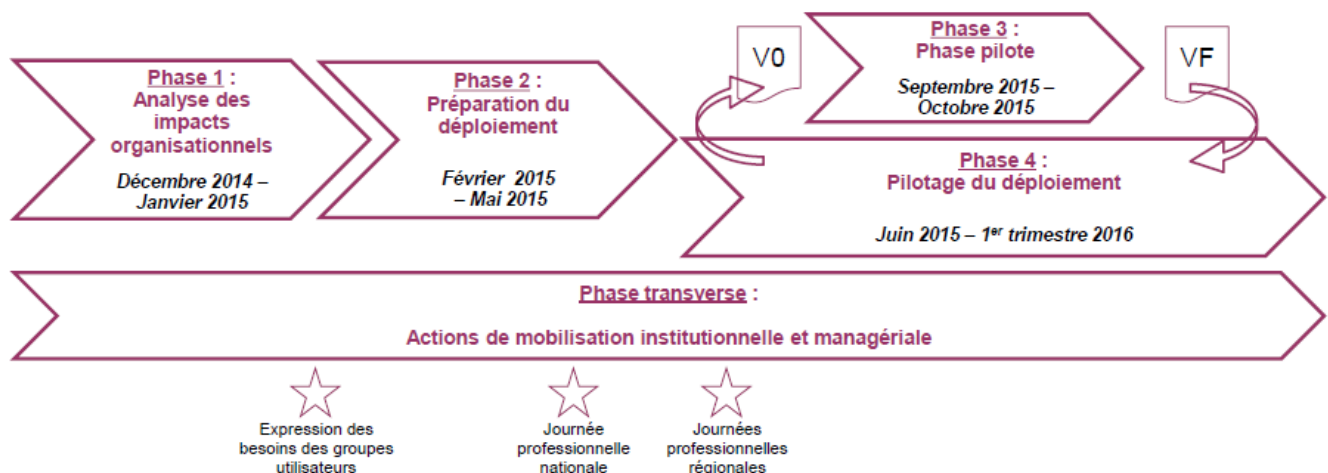 Phase 1 :
Analyse des
impacts
organisationnels
Décembre 2014 –
Janvier 2015
Phase 2 :
Préparation du
déploiement
Février 2015
– Mai 2015
V0
Phase 3 :
Phase pilote
Septembre 2015 –
Octobre 2015
VF
Phase 4 :
Pilotage du déploiement
Juin 2015 – 1er trimestre 2016
Phase transverse :
Actions de mobilisation institutionnelle et managériale
Expression des
besoins des groupes
utilisateurs
Journée
professionnelle
nationale
Journées
professionnelles
régionales